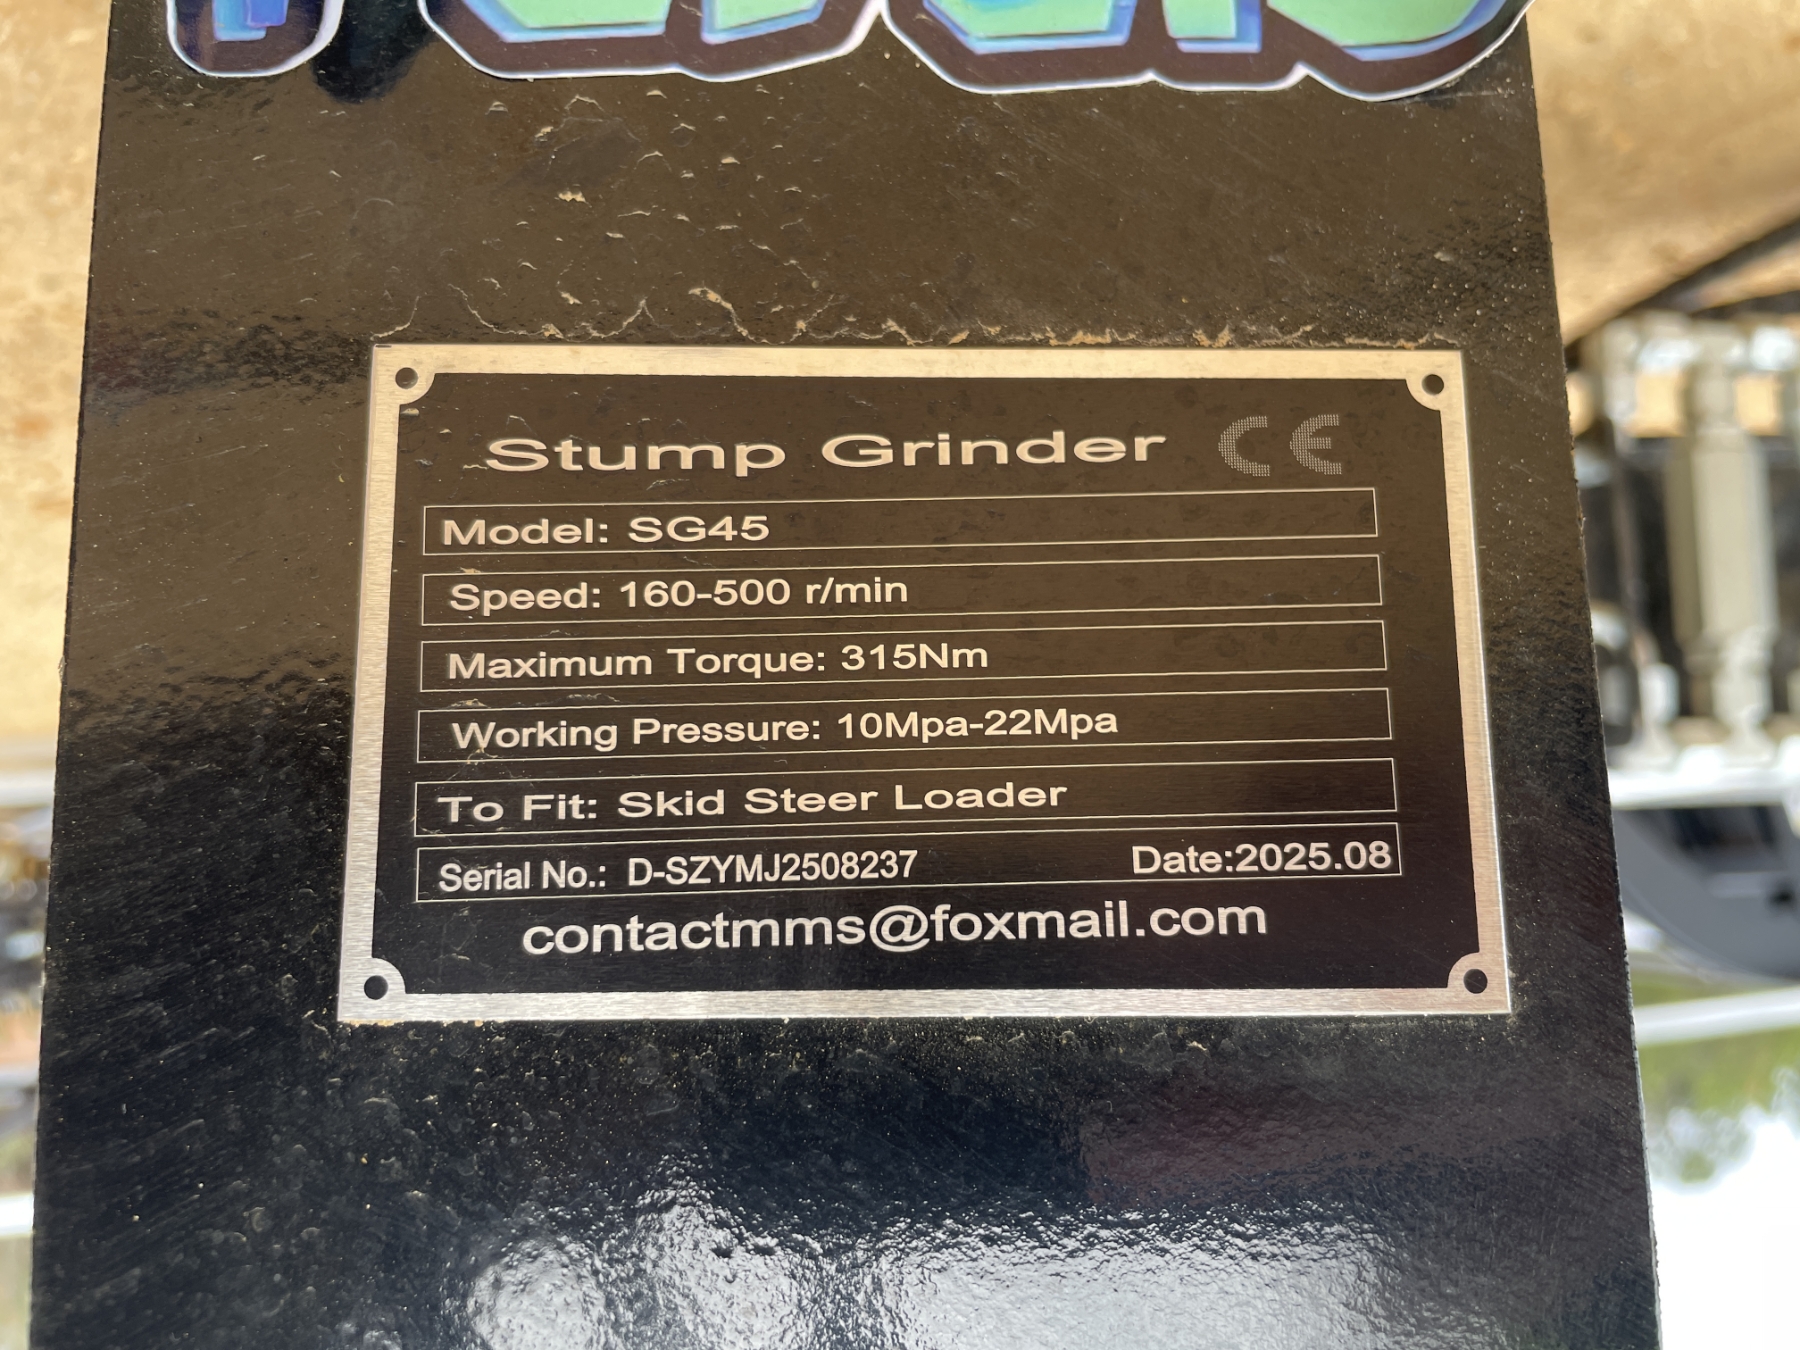 Stump Grinder CE
Model: SG45
Speed: 160-500 r/min
Maximum Torque: 315Nm
Working Pressure: 10Mpa-22Mpa
To Fit: Skid Steer Loader
Serial No.: D-SZYMJ2508237 Date:2025.08
contactmms@foxmail.com